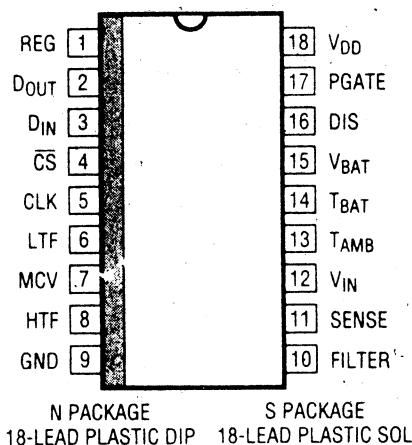 REG 1 18 VDD
DOUT 2 17 PGATE
DIN 3 16 DIS
C̅S̅ 4 15 VBAT
CLK 5 14 TBAT
LTF 6 13 TAMB
MCV 7 12 VIN
HTF 8 11 SENSE
GND 9 10 FILTER
N PACKAGE S PACKAGE
18-LEAD PLASTIC DIP 18-LEAD PLASTIC SOL